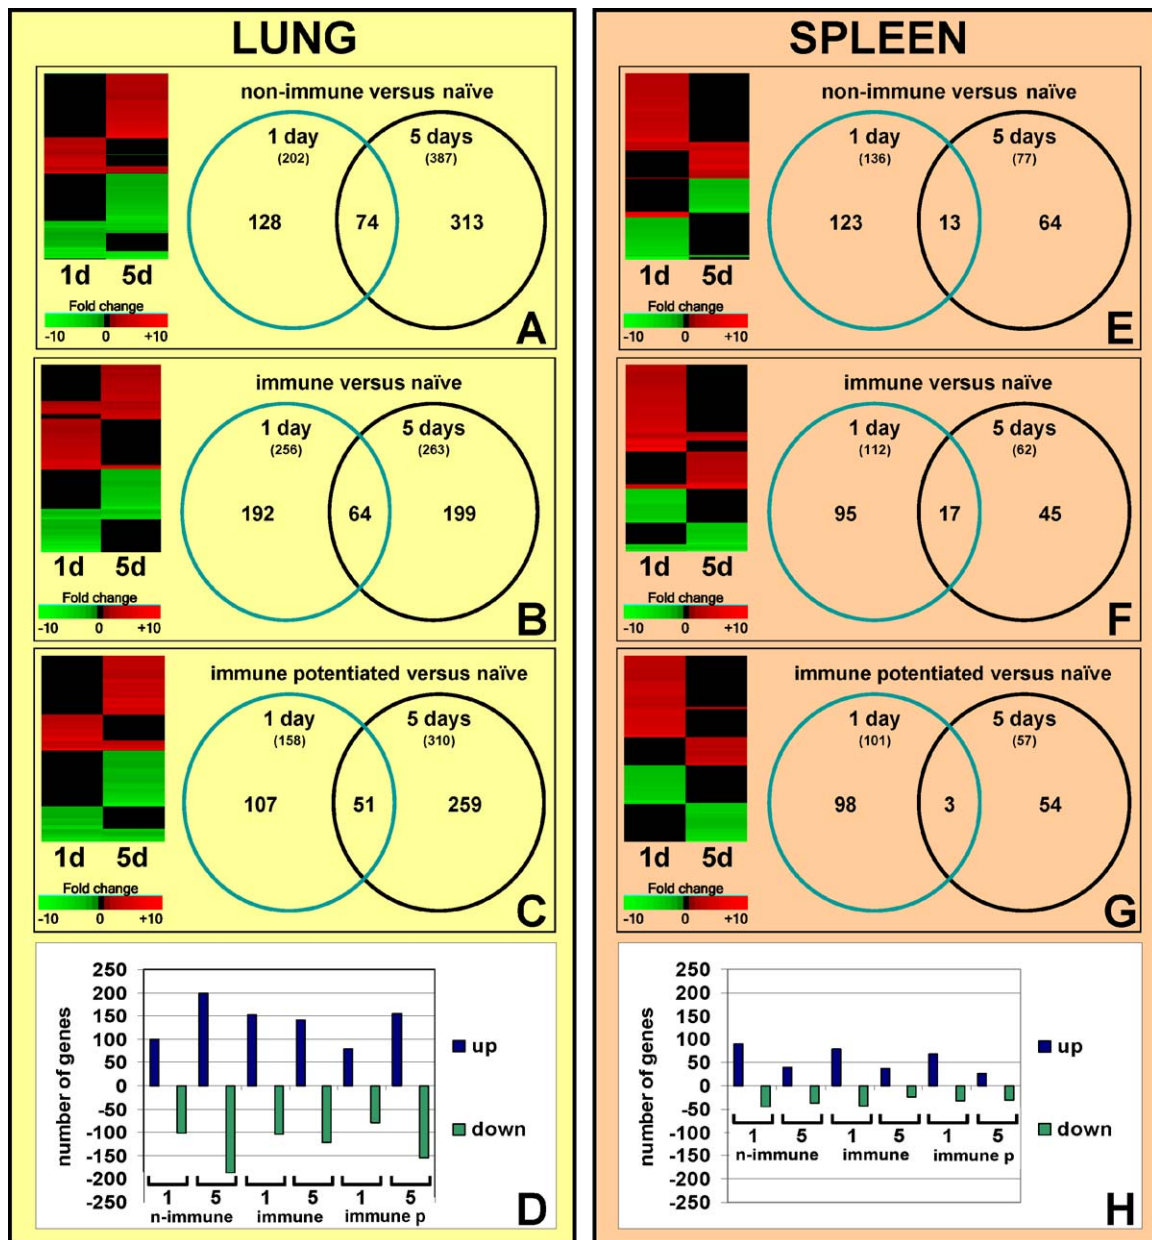 LUNG
non-immune versus naïve
1 day
(202)
5 days
(387)
128
74
313
1d 5d
Fold change
-10 0 +10
A
immune versus naïve
1 day
(256)
5 days
(263)
192
64
199
1d 5d
Fold change
-10 0 +10
B
immune potentiated versus naïve
1 day
(158)
5 days
(310)
107
51
259
1d 5d
Fold change
-10 0 +10
C
number of genes
250
200
150
100
50
0
-50
-100
-150
-200
-250
1 5 1 5 1 5
n-immune immune immune p
up
down
D
SPLEEN
non-immune versus naïve
1 day
(136)
5 days
(77)
123
13
64
1d 5d
Fold change
-10 0 +10
E
immune versus naïve
1 day
(112)
5 days
(62)
95
17
45
1d 5d
Fold change
-10 0 +10
F
immune potentiated versus naïve
1 day
(101)
5 days
(57)
98
3
54
1d 5d
Fold change
-10 0 +10
G
number of genes
250
200
150
100
50
0
-50
-100
-150
-200
-250
1 5 1 5 1 5
n-immune immune immune p
up
down
H